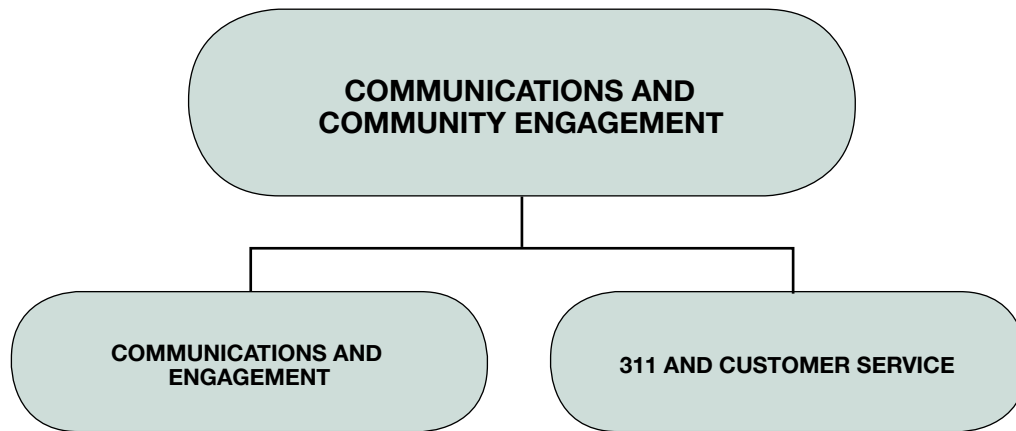 COMMUNICATIONS AND
COMMUNITY ENGAGEMENT
COMMUNICATIONS AND
ENGAGEMENT
311 AND CUSTOMER SERVICE